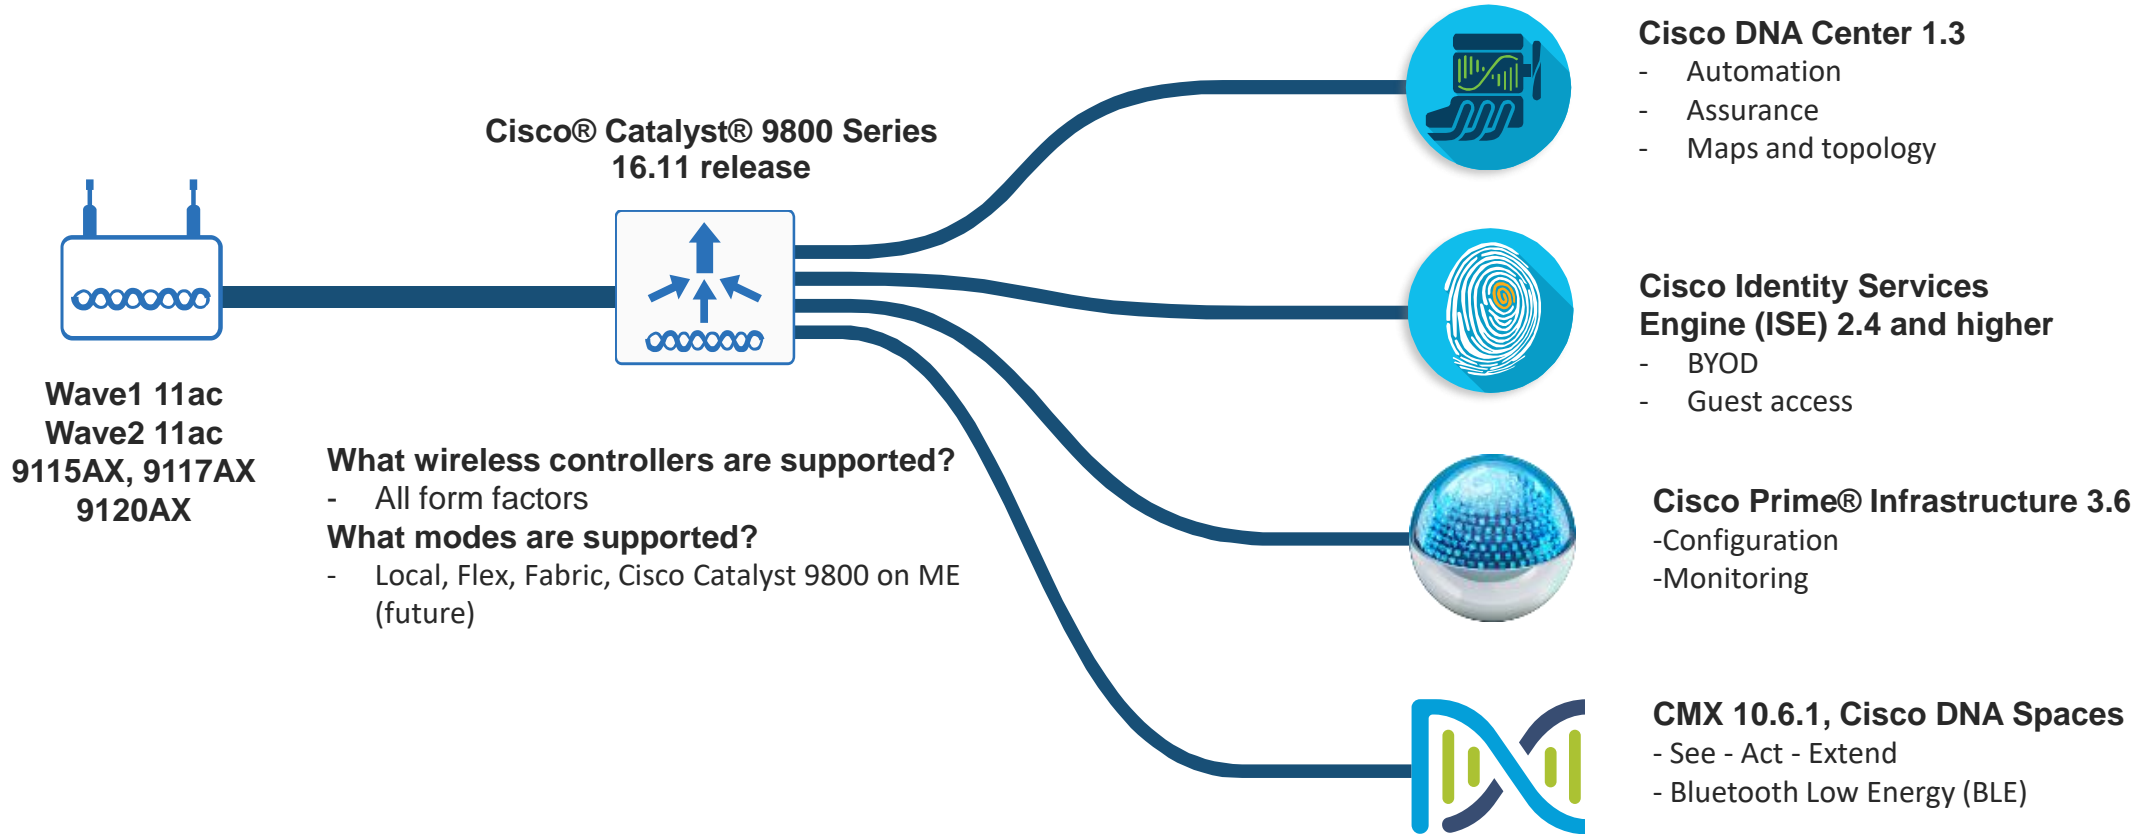 Cisco® Catalyst® 9800 Series
16.11 release
Wave1 11ac
Wave2 11ac
9115AX, 9117AX
9120AX
What wireless controllers are supported?
- All form factors
What modes are supported?
- Local, Flex, Fabric, Cisco Catalyst 9800 on ME
(future)
Cisco DNA Center 1.3
- Automation
- Assurance
- Maps and topology
Cisco Identity Services
Engine (ISE) 2.4 and higher
- BYOD
- Guest access
Cisco Prime® Infrastructure 3.6
-Configuration
-Monitoring
CMX 10.6.1, Cisco DNA Spaces
- See - Act - Extend
- Bluetooth Low Energy (BLE)